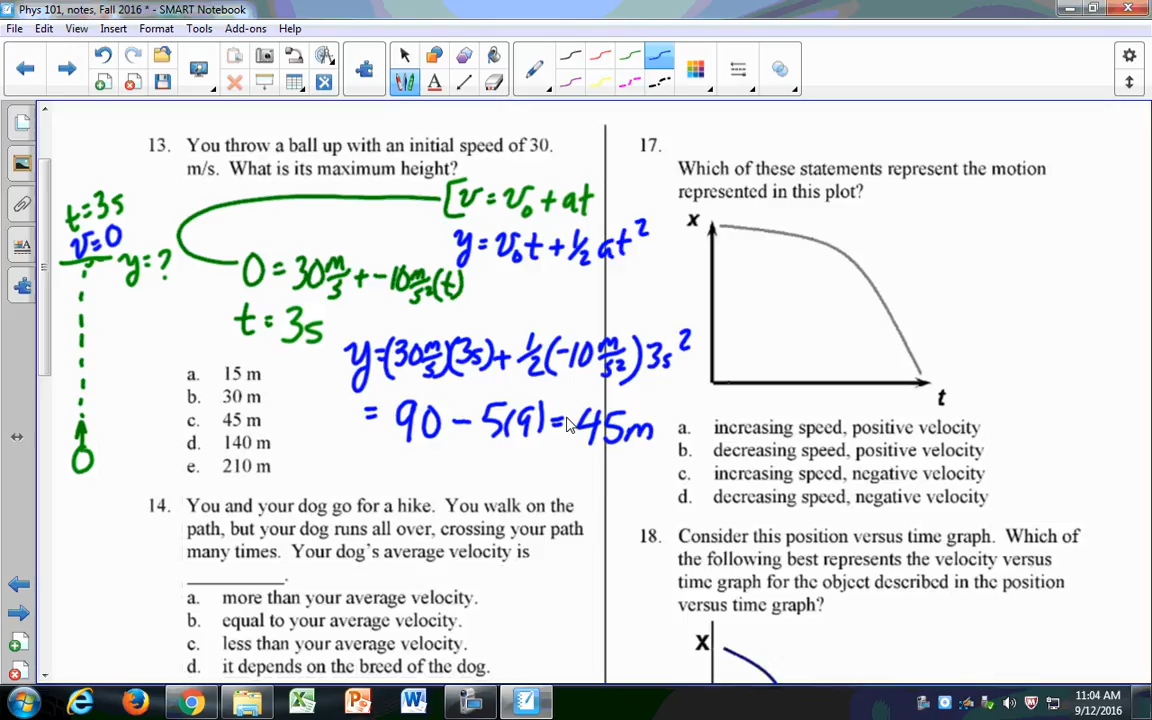 Phys 101, notes, Fall 2016 * - SMART Notebook
File Edit View Insert Format Tools Add-ons Help
13. You throw a ball up with an initial speed of 30.
m/s. What is its maximum height?
t=3s
v=0
y=?
[v = v₀ + at
y = v₀t + ½at²
0 = 30 m/s + -10 m/s² (t)
t = 3s
y=(30 m/s)(3s) + ½(-10 m/s²)3s²
= 90 - 5(9) = 45m
a. 15 m
b. 30 m
c. 45 m
d. 140 m
e. 210 m
14. You and your dog go for a hike. You walk on the
path, but your dog runs all over, crossing your path
many times. Your dog's average velocity is
__________.
a. more than your average velocity.
b. equal to your average velocity.
c. less than your average velocity.
d. it depends on the breed of the dog.
17.
Which of these statements represent the motion
represented in this plot?
x
t
a. increasing speed, positive velocity
b. decreasing speed, positive velocity
c. increasing speed, negative velocity
d. decreasing speed, negative velocity
18. Consider this position versus time graph. Which of
the following best represents the velocity versus
time graph for the object described in the position
versus time graph?
X
11:04 AM
9/12/2016